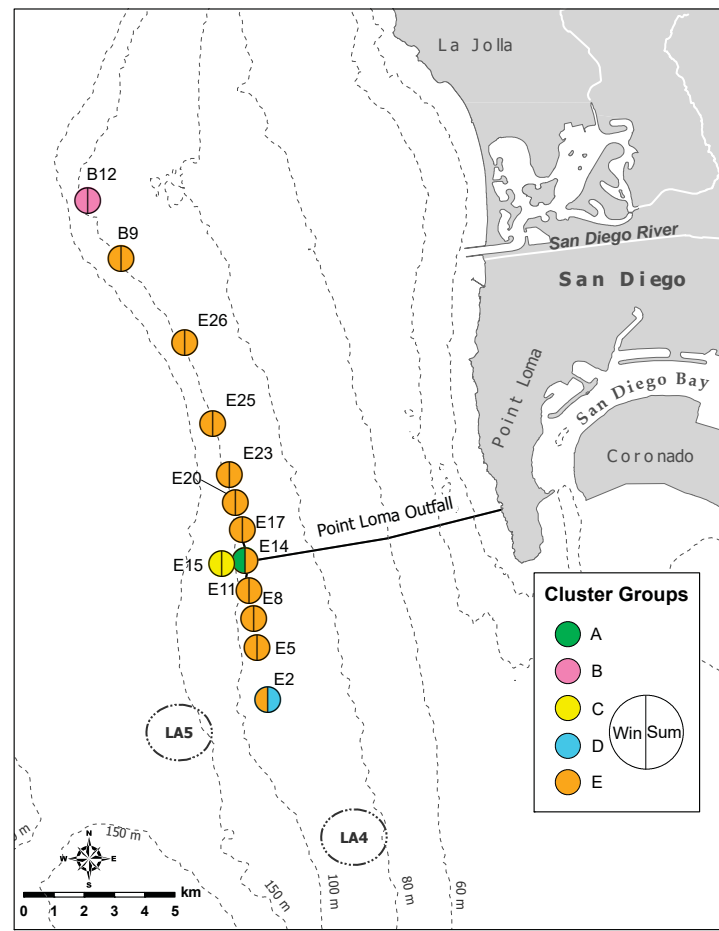 La Jolla
B12
B9
San Diego River
San Diego
E26
Point Loma
San Diego Bay
E25
Coronado
E23
E20
E17
Point Loma Outfall
E14
E15
E11
E8
E5
E2
Cluster Groups
A
B
C
D
E
Win Sum
LA5
LA4
150 m
m
N
W E
S
150 m
100 m
80 m
60 m
km
0 1 2 3 4 5